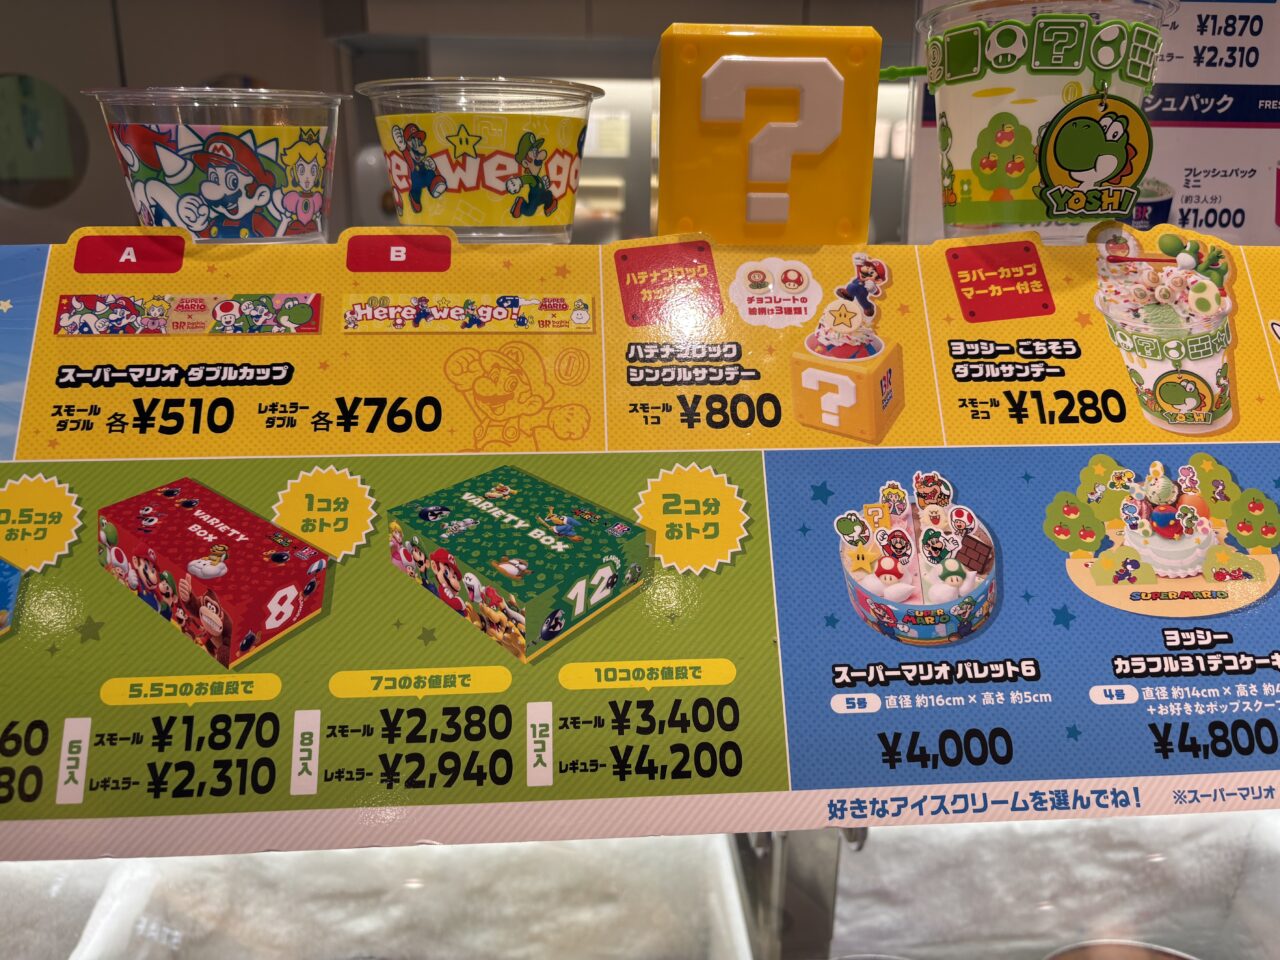 Here we go
YOSHI
ール ¥1,870
ュラー ¥2,310
シュパック
FRES
フレッシュパック
ミニ
(約3人分)
¥1,000
A
B
SUPER MARIO
×
BR
Here we go!
SUPER MARIO
×
BR
スーパーマリオ ダブルカップ
スモール
ダブル
各¥510
レギュラー
ダブル
各¥760
ハテナブロック
カップ
チョコレートの
絵柄は3種類!
ハテナブロック
シングルサンデー
スモール
1コ
¥800
BR
ラバーカップ
マーカー付き
ヨッシー ごちそう
ダブルサンデー
スモール
2コ
¥1,280
YOSHI
0.5コ分
おトク
VARIETY
BOX
8
1コ分
おトク
VARIETY
BOX
12
2コ分
おトク
60
80
5.5コのお値段で
6コ入
スモール ¥1,870
レギュラー ¥2,310
7コのお値段で
8コ入
スモール ¥2,380
レギュラー ¥2,940
10コのお値段で
12コ入
スモール ¥3,400
レギュラー ¥4,200
SUPER MARIO
スーパーマリオ パレット6
5号 直径 約16cm × 高さ 約5cm
¥4,000
SUPER MARIO
ヨッシー
カラフル31デコケーキ
4号 直径 約14cm × 高さ 約
+お好きなポップスクー
¥4,800
好きなアイスクリームを選んでね!
※スーパーマリオ